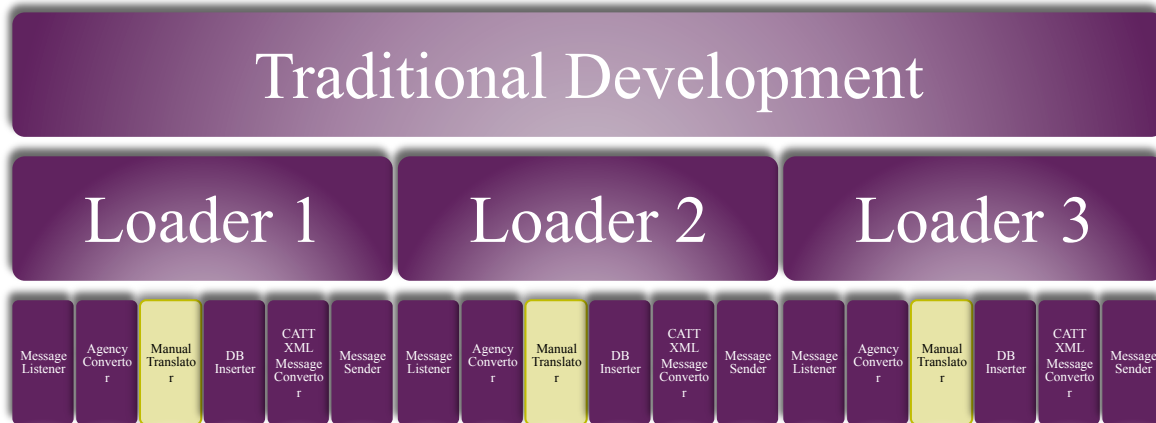 Traditional Development
Loader 1
Loader 2
Loader 3
Message
Listener
Agency
Converto
r
Manual
Translato
r
DB
Inserter
CATT
XML
Message
Converto
r
Message
Sender
Message
Listener
Agency
Converto
r
Manual
Translato
r
DB
Inserter
CATT
XML
Message
Converto
r
Message
Sender
Message
Listener
Agency
Converto
r
Manual
Translato
r
DB
Inserter
CATT
XML
Message
Converto
r
Message
Sender